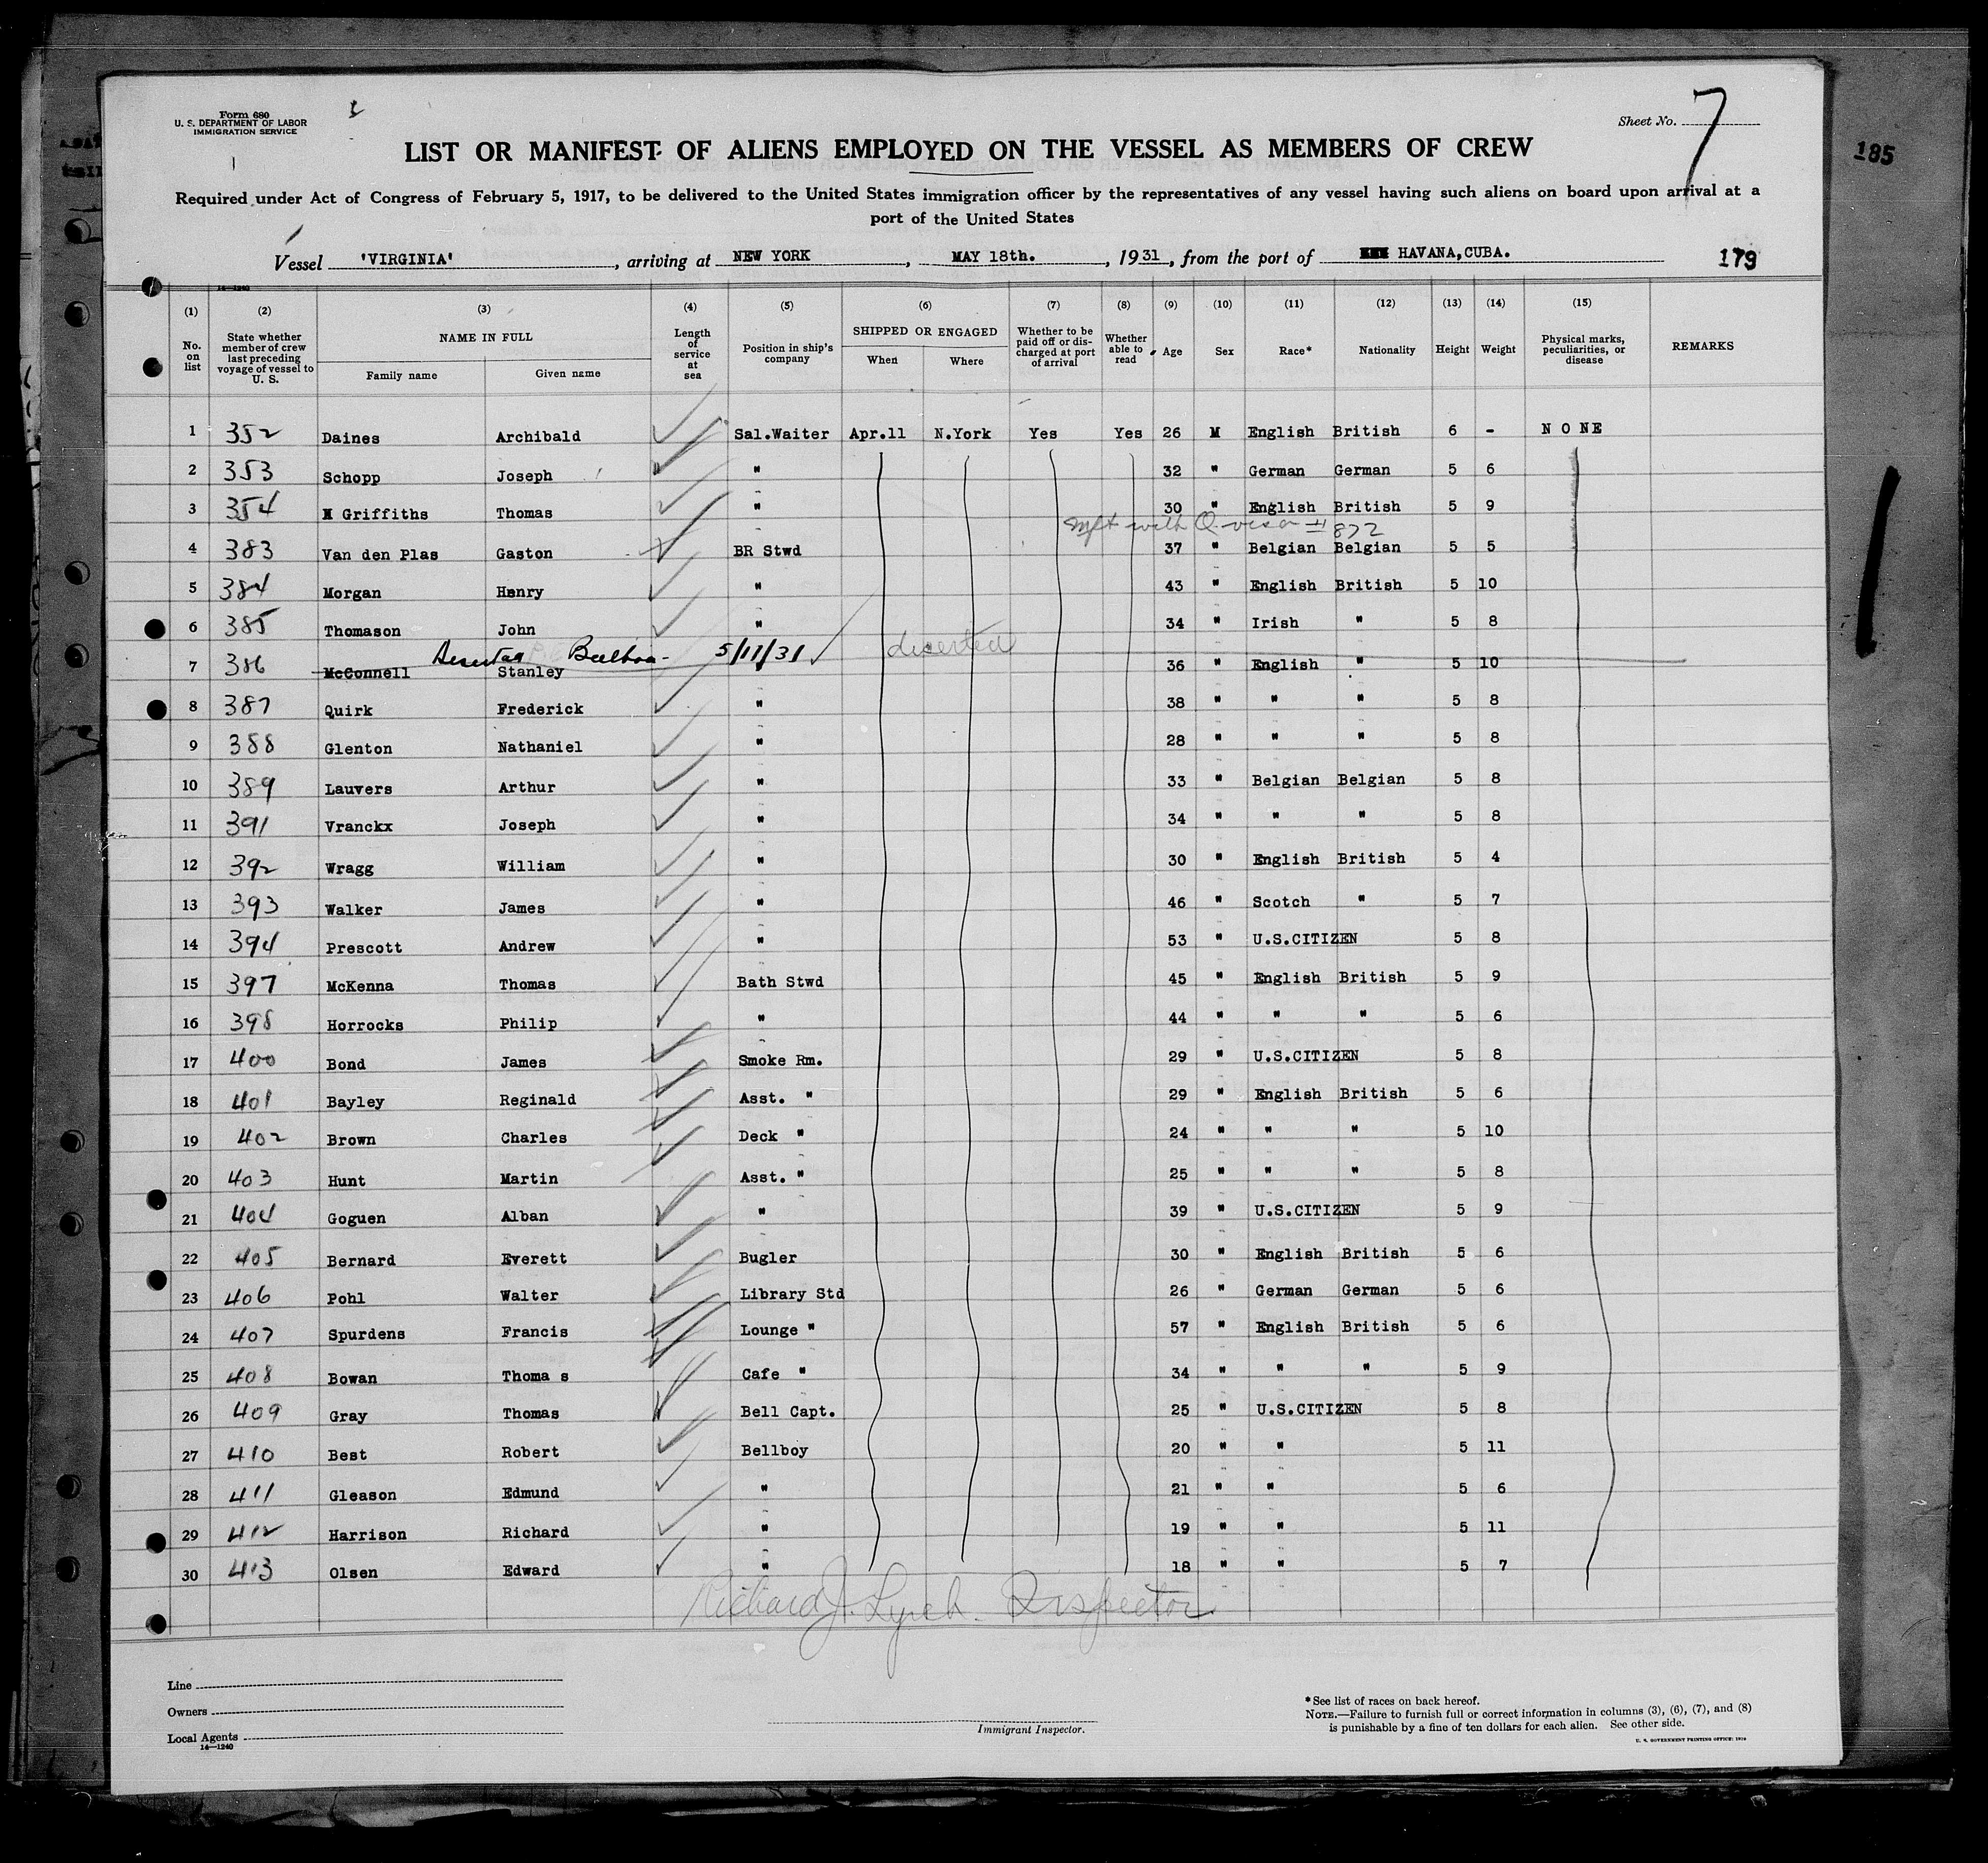 Form 680
U. S. DEPARTMENT OF LABOR
IMMIGRATION SERVICE
Sheet No. 7
185
LIST OR MANIFEST OF ALIENS EMPLOYED ON THE VESSEL AS MEMBERS OF CREW
Required under Act of Congress of February 5, 1917, to be delivered to the United States immigration officer by the representatives of any vessel having such aliens on board upon arrival at a
port of the United States
Vessel 'VIRGINIA', arriving at NEW YORK, MAY 18th., 1931, from the port of HAVANA,CUBA. 179
14—1240
(1) (2) (3) (4) (5) (6) (7) (8) (9) (10) (11) (12) (13) (14) (15)
No. on list State whether member of crew last preceding voyage of vessel to U. S. NAME IN FULL Family name Given name Length of service at sea Position in ship's company SHIPPED OR ENGAGED When Where Whether to be paid off or discharged at port of arrival Whether able to read Age Sex Race* Nationality Height Weight Physical marks, peculiarities, or disease REMARKS
1 352 Daines Archibald Sal.Waiter Apr.11 N.York Yes Yes 26 M English British 6 - N O N E
2 353 Schopp Joseph " 32 " German German 5 6
3 354 Griffiths Thomas " 30 " English British 5 9
832
4 383 Van den Plas Gaston BR Stwd 37 " Belgian Belgian 5 5
5 384 Morgan Henry " 43 " English British 5 10
6 385 Thomason John " 34 " Irish " 5 8
Balboa - 5/11/31 deserted
7 386 McConnell Stanley 36 " English " 5 10
8 387 Quirk Frederick " 38 " " " 5 8
9 388 Glenton Nathaniel " 28 " " " 5 8
10 389 Lauvers Arthur " 33 " Belgian Belgian 5 8
11 391 Vranckx Joseph " 34 " " " 5 8
12 392 Wragg William " 30 " English British 5 4
13 393 Walker James " 46 " Scotch " 5 7
14 394 Prescott Andrew " 53 " U.S.CITIZEN 5 8
15 397 McKenna Thomas Bath Stwd 45 " English British 5 9
16 398 Horrocks Philip " 44 " " " 5 6
17 400 Bond James Smoke Rm. 29 " U.S.CITIZEN 5 8
18 401 Bayley Reginald Asst. " 29 " English British 5 6
19 402 Brown Charles Deck " 24 " " " 5 10
20 403 Hunt Martin Asst. " 25 " " " 5 8
21 404 Goguen Alban " 39 " U.S.CITIZEN 5 9
22 405 Bernard Everett Bugler 30 " English British 5 6
23 406 Pohl Walter Library Std 26 " German German 5 6
24 407 Spurdens Francis Lounge " 57 " English British 5 6
25 408 Bowan Thoma s Cafe " 34 " " " 5 9
26 409 Gray Thomas Bell Capt. 25 " U.S.CITIZEN 5 8
27 410 Best Robert Bellboy 20 " " 5 11
28 411 Gleason Edmund " 21 " " 5 6
29 412 Harrison Richard " 19 " " 5 11
30 413 Olsen Edward " 18 " " 5 7
Richard J. Lynch. Inspector
Line
Owners
Local Agents
14—1240
Immigrant Inspector.
*See list of races on back hereof.
NOTE.—Failure to furnish full or correct information in columns (3), (6), (7), and (8)
is punishable by a fine of ten dollars for each alien. See other side.